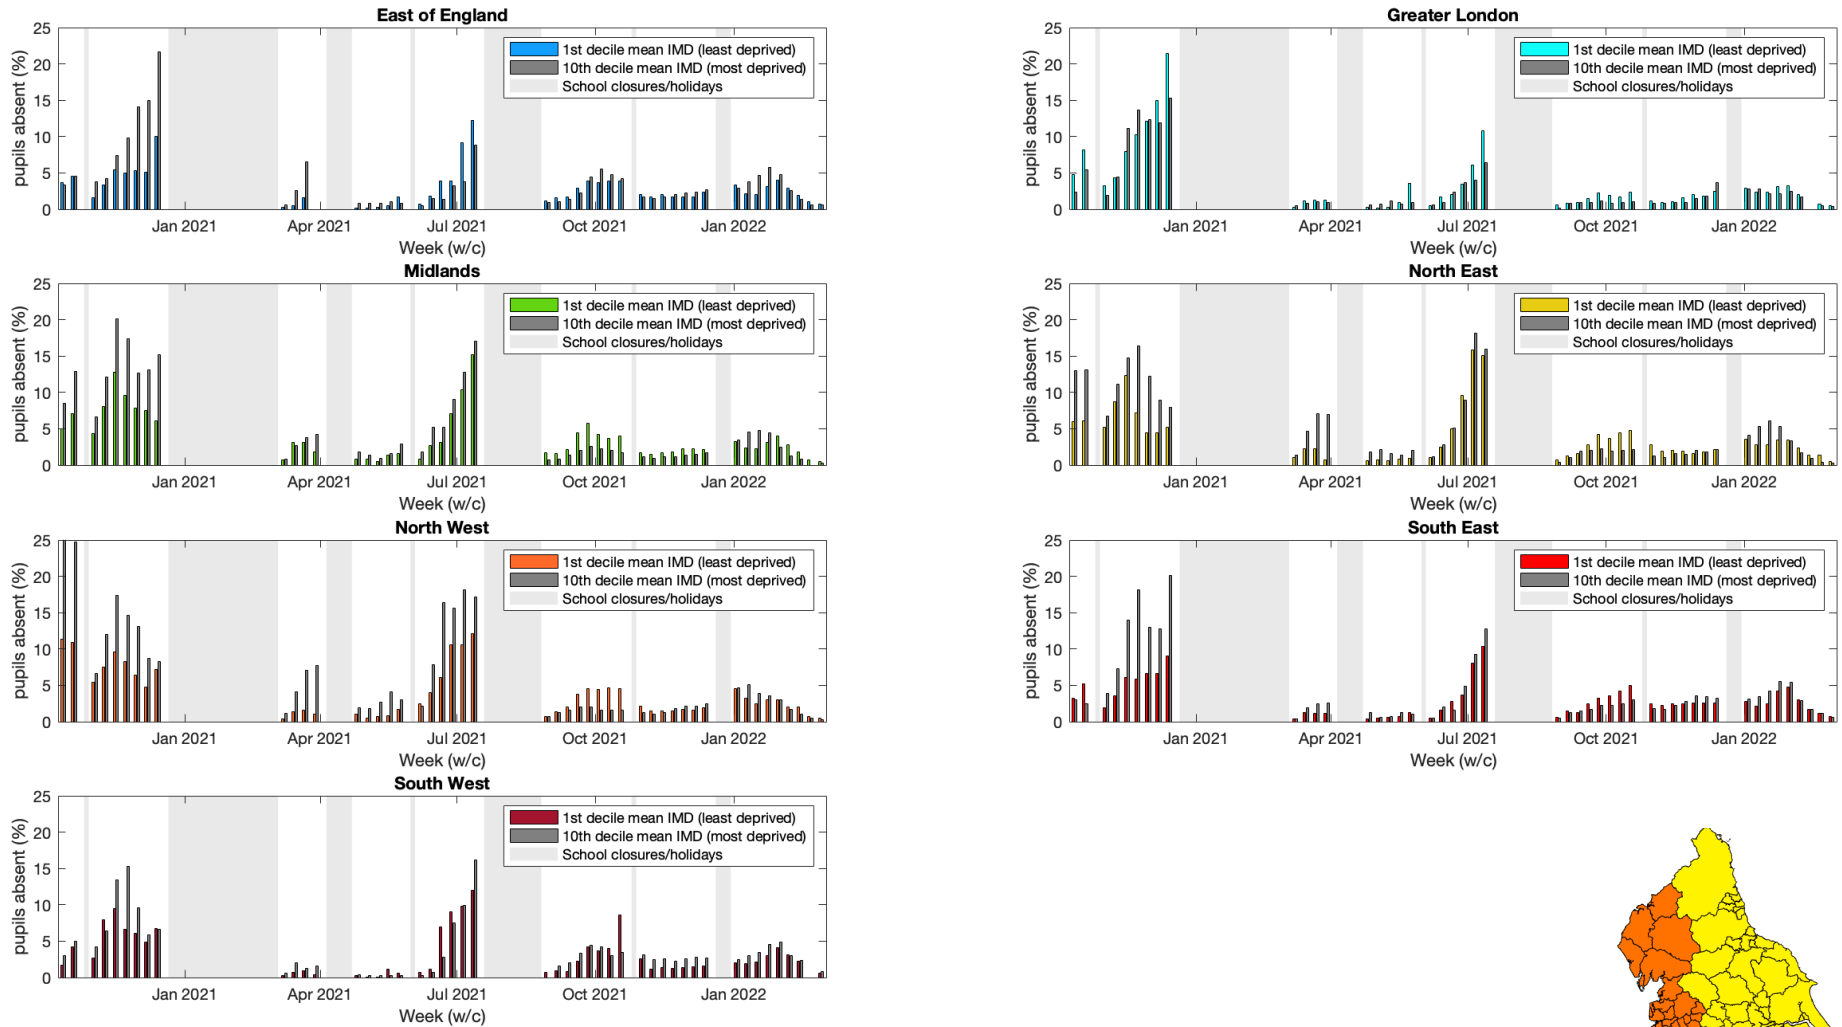 East of England
25
20
15
10
5
0
pupils absent (%)
1st decile mean IMD (least deprived)
10th decile mean IMD (most deprived)
School closures/holidays
Jan 2021
Apr 2021
Jul 2021
Oct 2021
Jan 2022
Week (w/c)
Greater London
25
20
15
10
5
0
pupils absent (%)
1st decile mean IMD (least deprived)
10th decile mean IMD (most deprived)
School closures/holidays
Jan 2021
Apr 2021
Jul 2021
Oct 2021
Jan 2022
Week (w/c)
Midlands
25
20
15
10
5
0
pupils absent (%)
1st decile mean IMD (least deprived)
10th decile mean IMD (most deprived)
School closures/holidays
Jan 2021
Apr 2021
Jul 2021
Oct 2021
Jan 2022
Week (w/c)
North East
25
20
15
10
5
0
pupils absent (%)
1st decile mean IMD (least deprived)
10th decile mean IMD (most deprived)
School closures/holidays
Jan 2021
Apr 2021
Jul 2021
Oct 2021
Jan 2022
Week (w/c)
North West
25
20
15
10
5
0
pupils absent (%)
1st decile mean IMD (least deprived)
10th decile mean IMD (most deprived)
School closures/holidays
Jan 2021
Apr 2021
Jul 2021
Oct 2021
Jan 2022
Week (w/c)
South East
25
20
15
10
5
0
pupils absent (%)
1st decile mean IMD (least deprived)
10th decile mean IMD (most deprived)
School closures/holidays
Jan 2021
Apr 2021
Jul 2021
Oct 2021
Jan 2022
Week (w/c)
South West
25
20
15
10
5
0
pupils absent (%)
1st decile mean IMD (least deprived)
10th decile mean IMD (most deprived)
School closures/holidays
Jan 2021
Apr 2021
Jul 2021
Oct 2021
Jan 2022
Week (w/c)